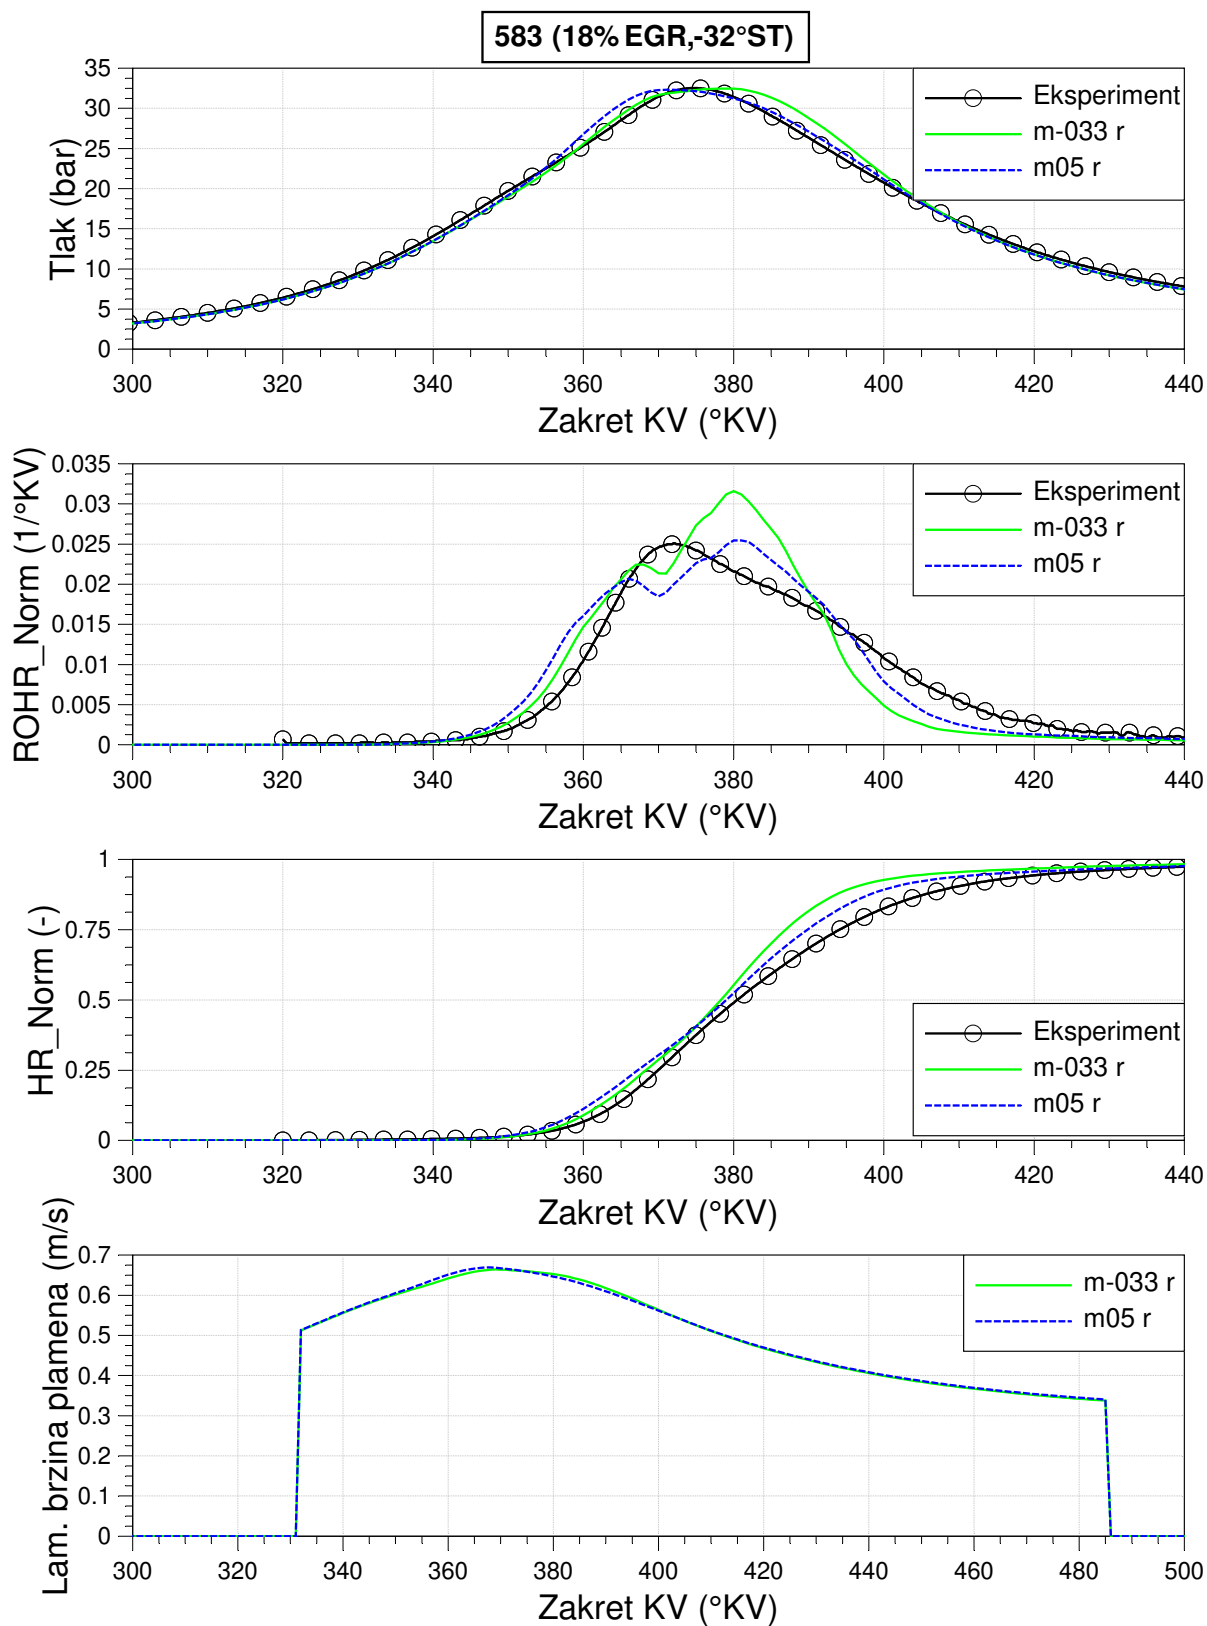 583 (18% EGR,-32°ST)
Tlak (bar)
35
30
25
20
15
10
5
0
300 320 340 360 380 400 420 440
Zakret KV (°KV)
Eksperiment
m-033 r
m05 r
ROHR_Norm (1/°KV)
0.035
0.03
0.025
0.02
0.015
0.01
0.005
0
300 320 340 360 380 400 420 440
Zakret KV (°KV)
Eksperiment
m-033 r
m05 r
HR_Norm (-)
1
0.75
0.5
0.25
0
300 320 340 360 380 400 420 440
Zakret KV (°KV)
Eksperiment
m-033 r
m05 r
Lam. brzina plamena (m/s)
0.7
0.6
0.5
0.4
0.3
0.2
0.1
0
300 320 340 360 380 400 420 440 460 480 500
Zakret KV (°KV)
m-033 r
m05 r